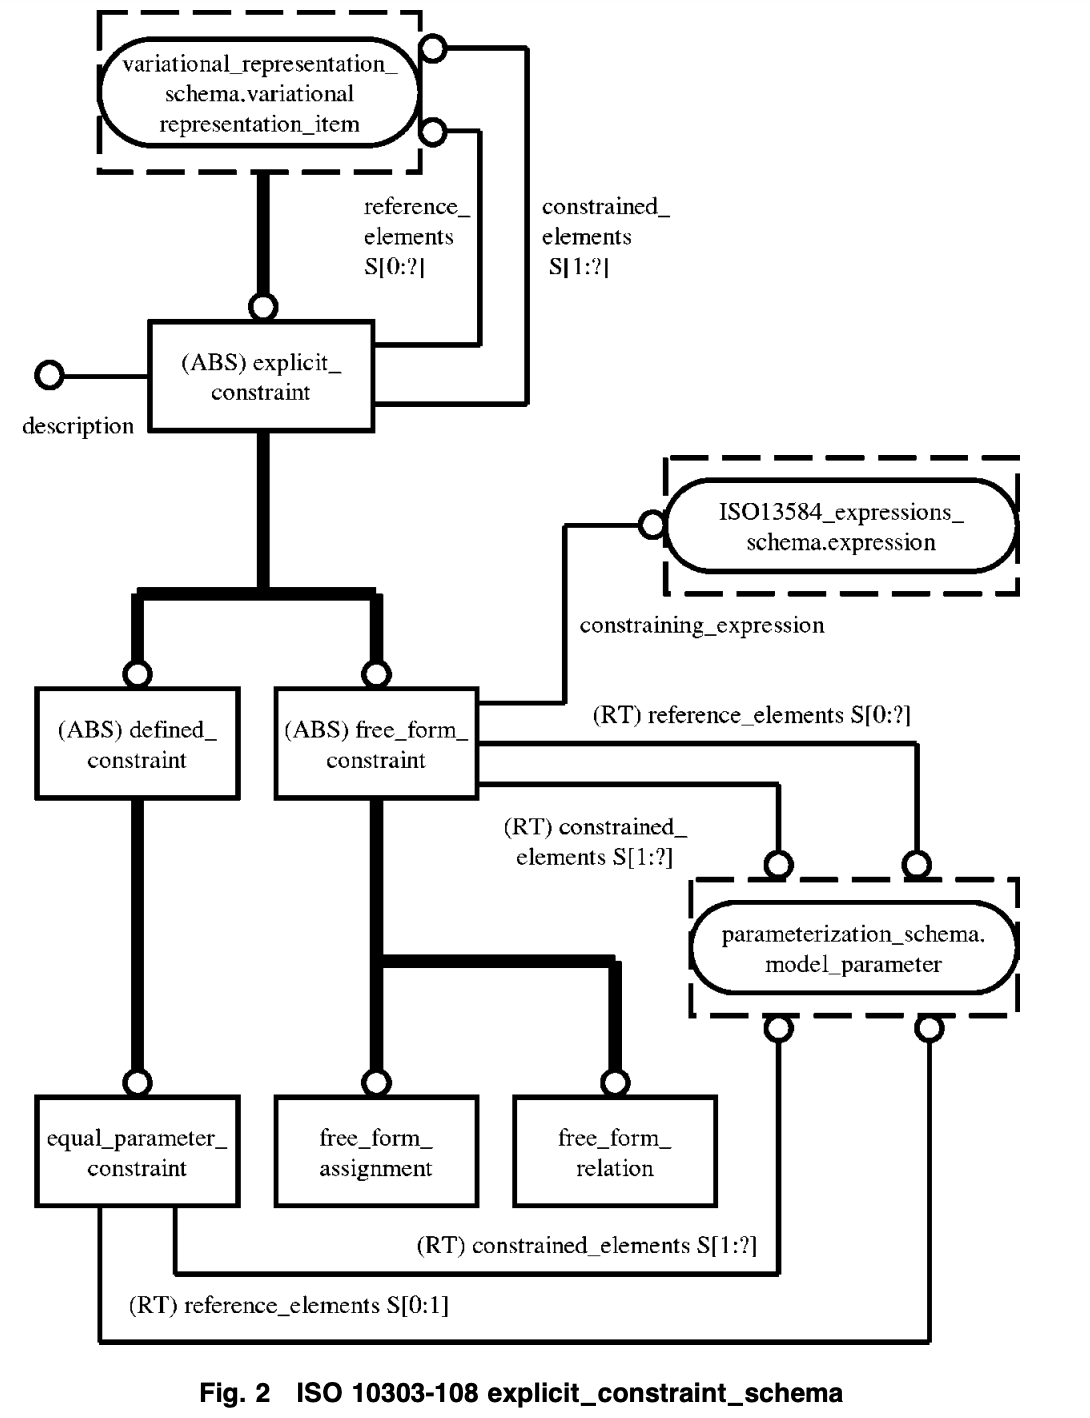 variational_representation_
schema.variational
representation_item
reference_
elements
S[0:?]
constrained_
elements
S[1:?]
(ABS) explicit_
constraint
description
ISO13584_expressions_
schema.expression
constraining_expression
(ABS) defined_
constraint
(ABS) free_form_
constraint
(RT) reference_elements S[0:?]
(RT) constrained_
elements S[1:?]
parameterization_schema.
model_parameter
equal_parameter_
constraint
free_form_
assignment
free_form_
relation
(RT) constrained_elements S[1:?]
(RT) reference_elements S[0:1]
Fig. 2 ISO 10303-108 explicit_constraint_schema